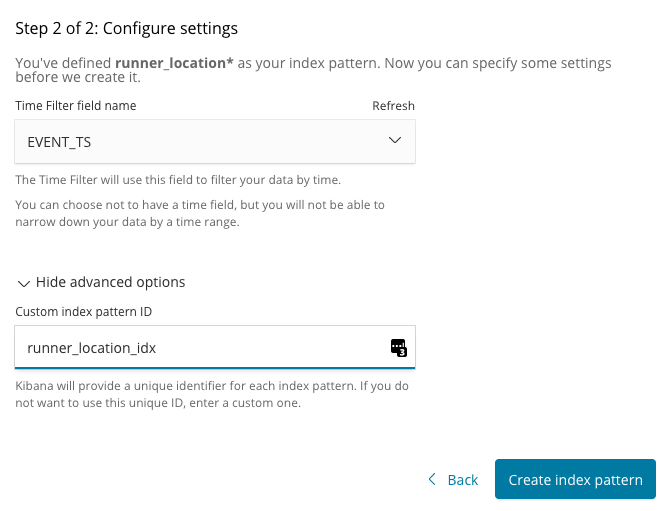 Step 2 of 2: Configure settings
You've defined runner_location* as your index pattern. Now you can specify some settings
before we create it.
Time Filter field name
Refresh
EVENT_TS
The Time Filter will use this field to filter your data by time.
You can choose not to have a time field, but you will not be able to
narrow down your data by a time range.
Hide advanced options
Custom index pattern ID
runner_location_idx
3
Kibana will provide a unique identifier for each index pattern. If you do
not want to use this unique ID, enter a custom one.
Back
Create index pattern